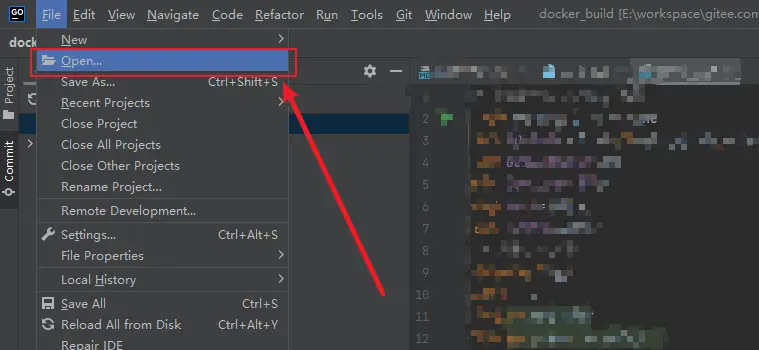 GO File Edit View Navigate Code Refactor Run Tools Git Window Help docker_build [E:\workspace\gitee.com
New
Open...
Save As... Ctrl+Shift+S
Recent Projects
Close Project
Close All Projects
Close Other Projects
Rename Project...
Remote Development...
Settings... Ctrl+Alt+S
File Properties
Local History
Save All Ctrl+S
Reload All from Disk Ctrl+Alt+Y
Repair IDE
Project
Commit
2
3
4
5
6
7
8
9
10
11
12